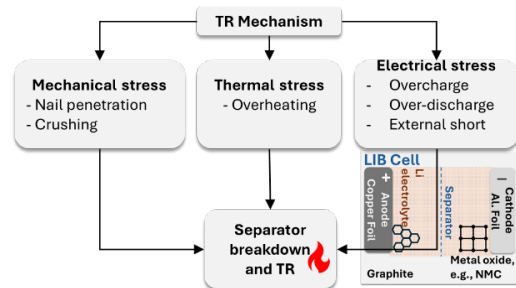 TR Mechanism
Mechanical stress
- Nail penetration
- Crushing
Thermal stress
- Overheating
Electrical stress
- Overcharge
- Over-discharge
- External short
LIB Cell
+
Anode
Copper Foil
Li
electrolyte
Separator
–
Cathode
Al. Foil
Graphite
Metal oxide,
e.g., NMC
Separator
breakdown
and TR